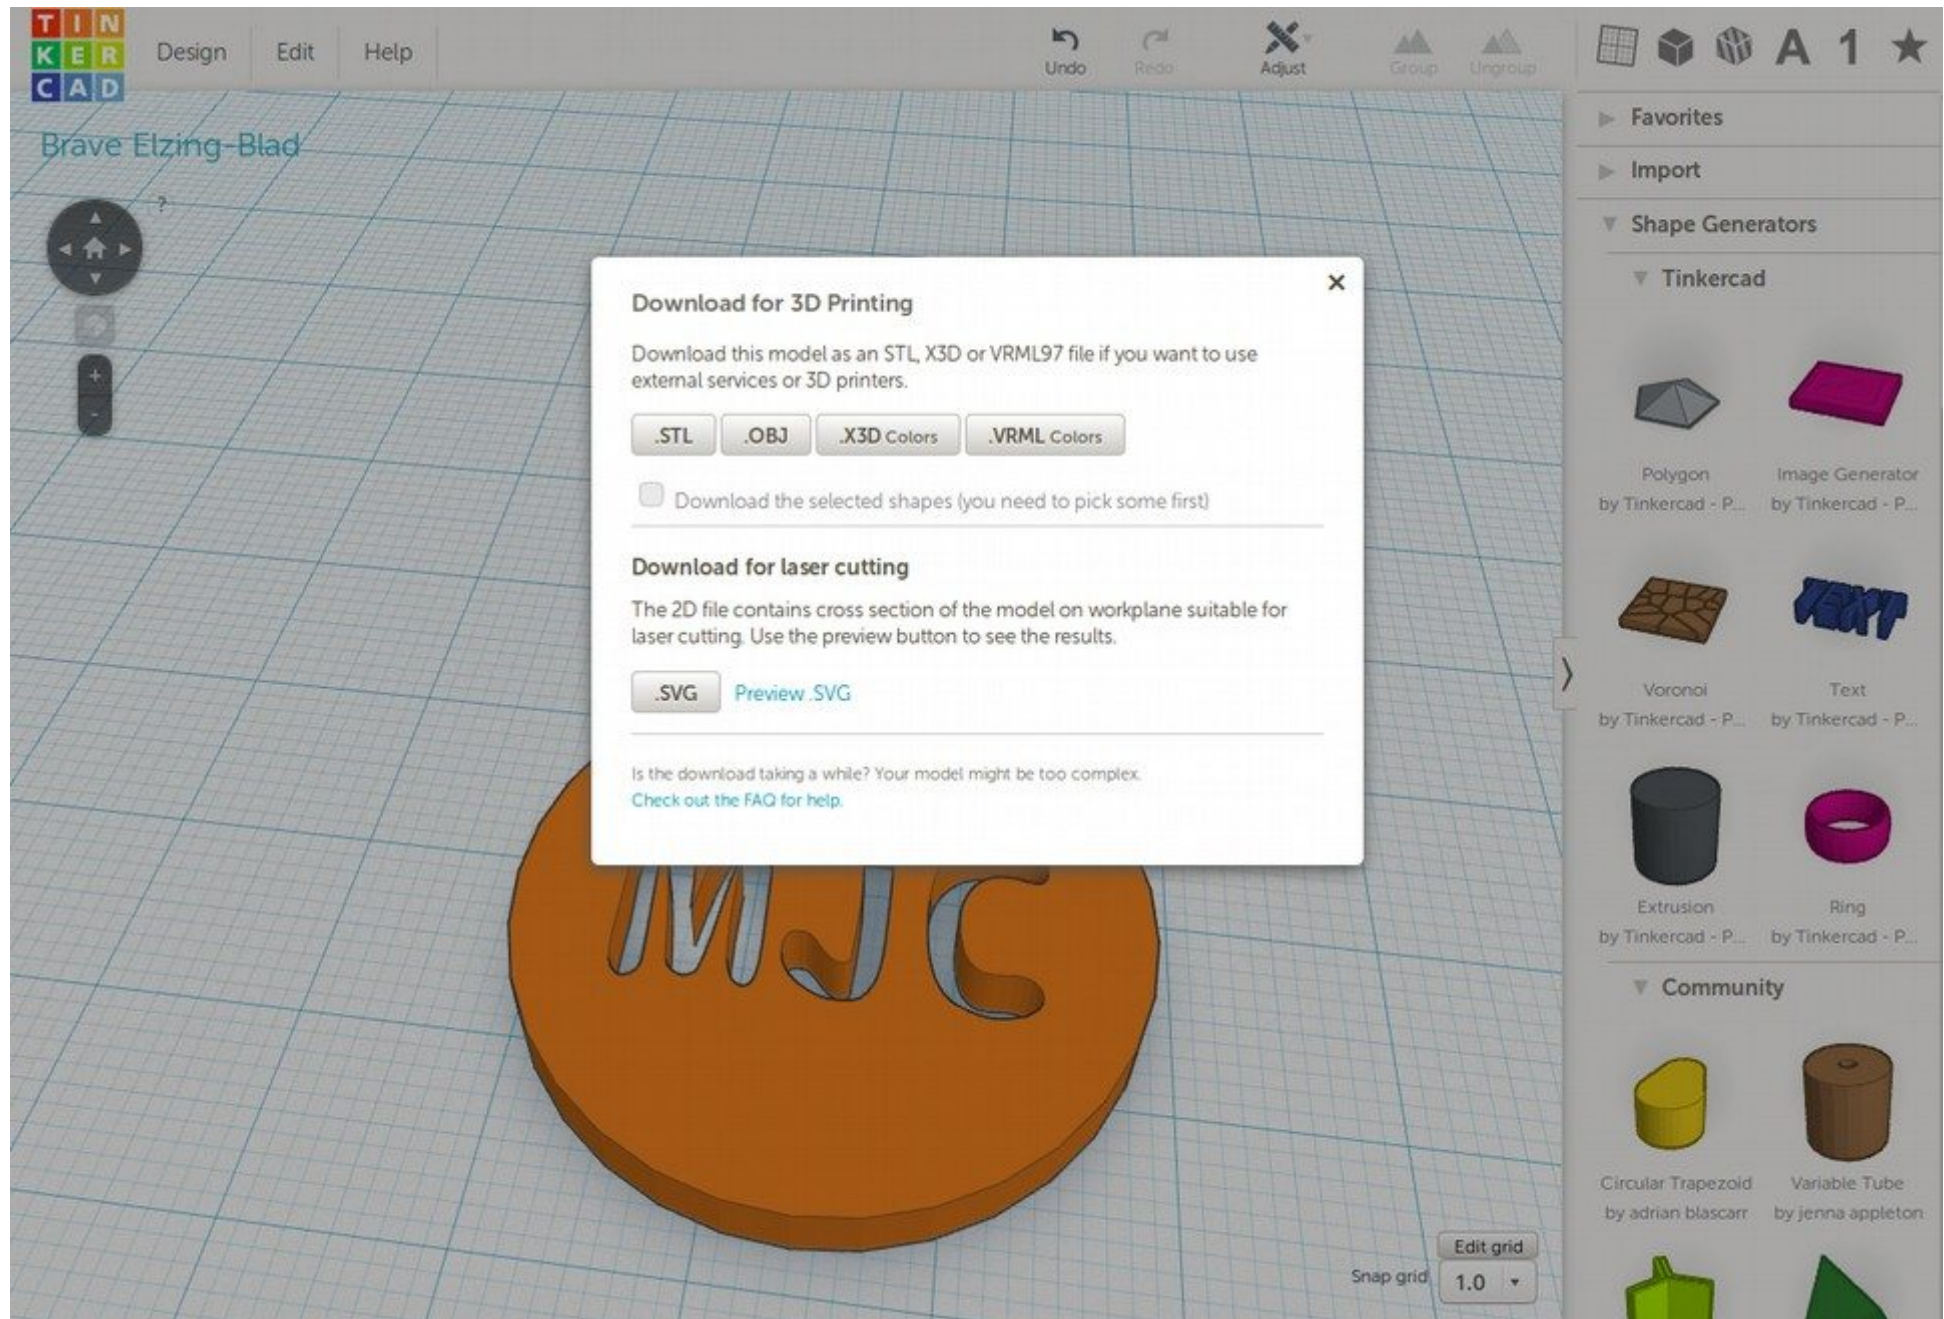 TIN
KER
CAD
Design Edit Help
Undo Redo Adjust Group Ungroup
A 1
Brave Elzing-Blad
?
+
-
Download for 3D Printing
Download this model as an STL, X3D or VRML97 file if you want to use
external services or 3D printers.
.STL .OBJ .X3D Colors .VRML Colors
Download the selected shapes (you need to pick some first)
Download for laser cutting
The 2D file contains cross section of the model on workplane suitable for
laser cutting. Use the preview button to see the results.
.SVG Preview .SVG
Is the download taking a while? Your model might be too complex.
Check out the FAQ for help.
MJC
Edit grid
Snap grid 1.0
Favorites
Import
Shape Generators
Tinkercad
Polygon Image Generator
by Tinkercad - P... by Tinkercad - P...
TEXT
Voronoi Text
by Tinkercad - P... by Tinkercad - P...
Extrusion Ring
by Tinkercad - P... by Tinkercad - P...
Community
Circular Trapezoid Variable Tube
by adrian blascarr by jenna appleton